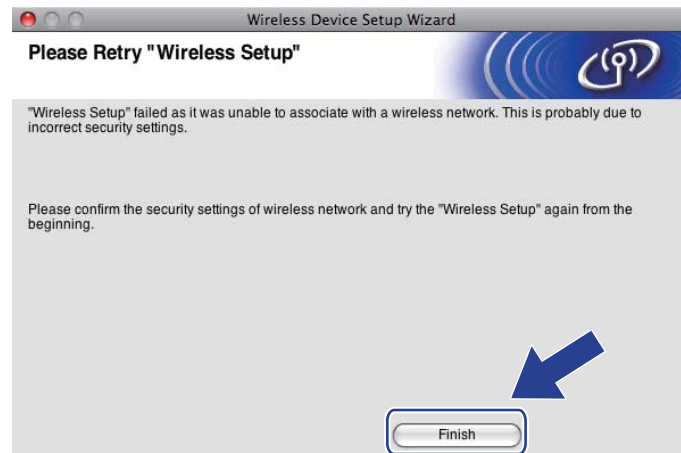 Wireless Device Setup Wizard
Please Retry "Wireless Setup"
"Wireless Setup" failed as it was unable to associate with a wireless network. This is probably due to
incorrect security settings.
Please confirm the security settings of wireless network and try the "Wireless Setup" again from the
beginning.
Finish